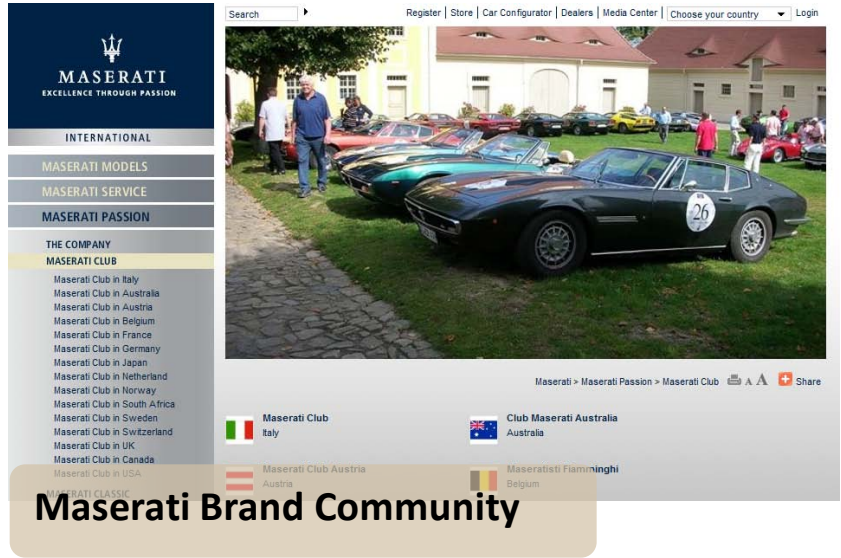 Search
Register | Store | Car Configurator | Dealers | Media Center | Choose your country Login
MASERATI
EXCELLENCE THROUGH PASSION
INTERNATIONAL
MASERATI MODELS
MASERATI SERVICE
MASERATI PASSION
THE COMPANY
MASERATI CLUB
Maserati Club in Italy
Maserati Club in Australia
Maserati Club in Austria
Maserati Club in Belgium
Maserati Club in France
Maserati Club in Germany
Maserati Club in Japan
Maserati Club in Netherland
Maserati Club in Norway
Maserati Club in South Africa
Maserati Club in Sweden
Maserati Club in Switzerland
Maserati Club in UK
Maserati Club in Canada
Maserati Club in USA
MASERATI CLASSIC
26
Maserati > Maserati Passion > Maserati Club A A Share
Maserati Club
Italy
Club Maserati Australia
Australia
Maserati Club Austria
Austria
Maseratisti Fiamminghi
Belgium
Maserati Brand Community